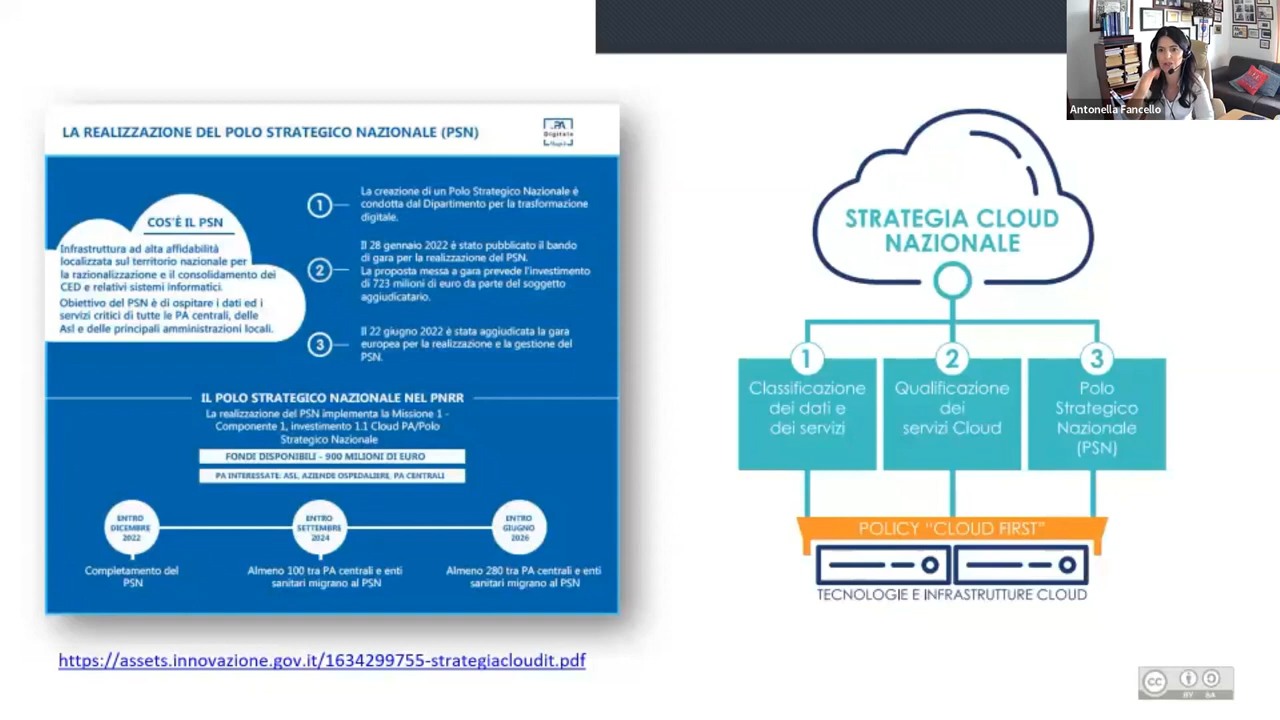 Antonella Fancello
LA REALIZZAZIONE DEL POLO STRATEGICO NAZIONALE (PSN)
PA
Digitale
COS'È IL PSN
Infrastruttura ad alta affidabilità
localizzata sul territorio nazionale per
la razionalizzazione e il consolidamento dei
CED e relativi sistemi informatici.
Obiettivo del PSN è di ospitare i dati ed i
servizi critici di tutte le PA centrali, delle
Asl e delle principali amministrazioni locali.
1
La creazione di un Polo Strategico Nazionale è
condotta dal Dipartimento per la trasformazione
digitale.
2
Il 28 gennaio 2022 è stato pubblicato il bando
di gara per la realizzazione del PSN.
La proposta messa a gara prevede l'investimento
di 723 milioni di euro da parte del soggetto
aggiudicatario.
3
Il 22 giugno 2022 è stata aggiudicata la gara
europea per la realizzazione e la gestione del
PSN.
IL POLO STRATEGICO NAZIONALE NEL PNRR
La realizzazione del PSN implementa la Missione 1 -
Componente 1, investimento 1.1 Cloud PA/Polo
Strategico Nazionale
FONDI DISPONIBILI - 900 MILIONI DI EURO
PA INTERESSATE: ASL, AZIENDE OSPEDALIERE, PA CENTRALI
ENTRO
DICEMBRE
2022
Completamento del
PSN
ENTRO
SETTEMBRE
2024
Almeno 100 tra PA centrali e enti
sanitari migrano al PSN
ENTRO
GIUGNO
2026
Almeno 280 tra PA centrali e enti
sanitari migrano al PSN
https://assets.innovazione.gov.it/1634299755-strategiacloudit.pdf
STRATEGIA CLOUD
NAZIONALE
1
Classificazione
dei dati e
dei servizi
2
Qualificazione
dei
servizi Cloud
3
Polo
Strategico
Nazionale
(PSN)
POLICY "CLOUD FIRST"
TECNOLOGIE E INFRASTRUTTURE CLOUD
cc
BY SA